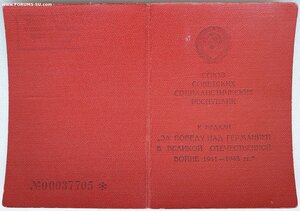 © www.FORUMS-SU.com
СОЮЗ
СОВЕТСКИХ
СОЦИАЛИСТИЧЕСКИХ
РЕСПУБЛИК
К МЕДАЛИ
„ЗА ПОБЕДУ НАД ГЕРМАНИЕЙ
В ВЕЛИКОЙ ОТЕЧЕСТВЕННОЙ
ВОЙНЕ 1941—1945 гг.“
№00037705 *